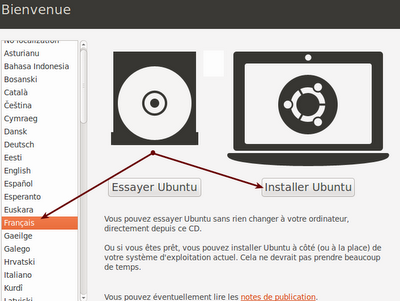 Bienvenue
No localization
Asturianu
Bahasa Indonesia
Bosanski
Català
Čeština
Cymraeg
Dansk
Deutsch
Eesti
English
Español
Esperanto
Euskara
Français
Gaeilge
Galego
Hrvatski
Italiano
Kurdî
Latviski
Essayer Ubuntu
Installer Ubuntu
Vous pouvez essayer Ubuntu sans rien changer à votre ordinateur,
directement depuis ce CD.
Ou si vous êtes prêt, vous pouvez installer Ubuntu à côté (ou à la place) de
votre système d'exploitation actuel. Cela ne devrait pas prendre beaucoup
de temps.
Vous pouvez éventuellement lire les notes de publication.